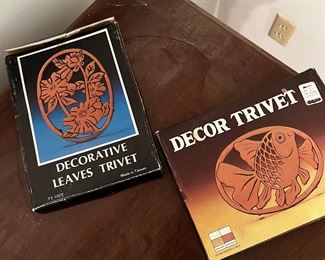 DECORATIVE
LEAVES TRIVET
Made in Taiwan
DECOR TRIVET